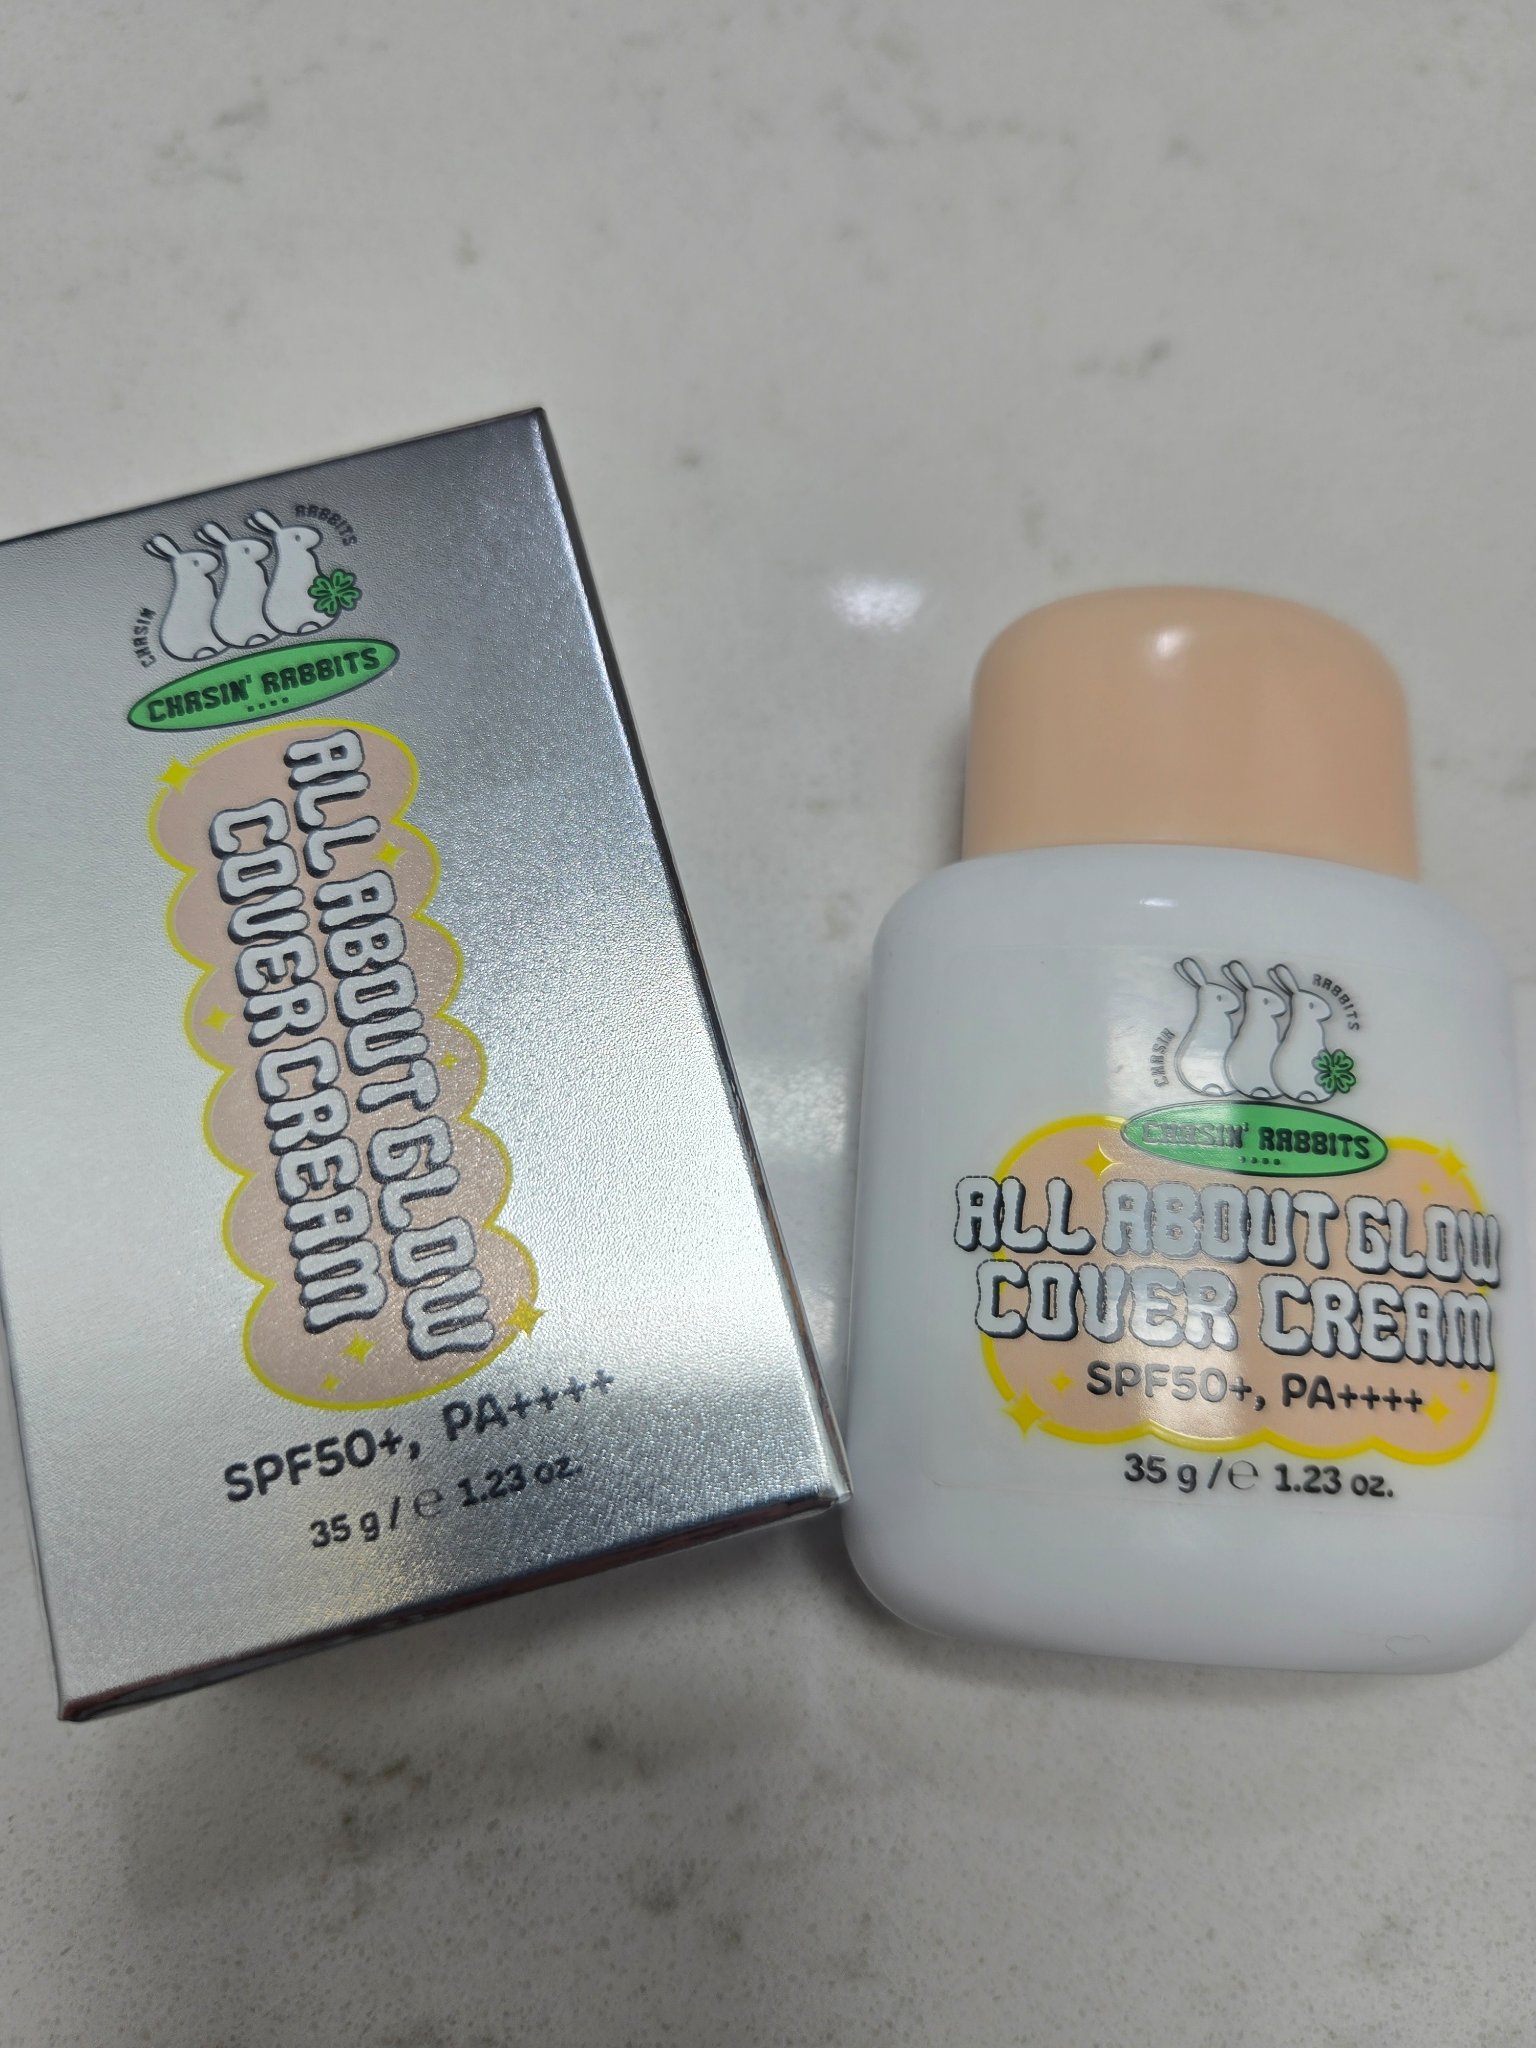 CHASIN RABBITS
CHASIN' RABBITS
ALL ABOUT GLOW
COVER CREAM
SPF50+, PA++++
35 g / ℮ 1.23 oz.
CHASIN RABBITS
CHASIN' RABBITS
ALL ABOUT GLOW
COVER CREAM
SPF50+, PA++++
35 g / ℮ 1.23 oz.